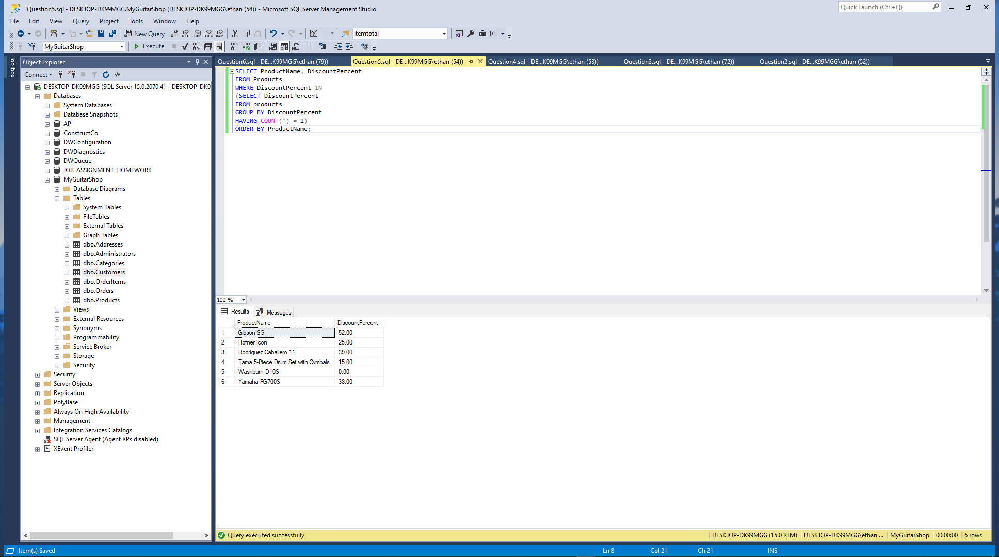 Question5.sql - DESKTOP-DK99MGG.MyGuitarShop (DESKTOP-DK99MGG\ethan (54)) - Microsoft SQL Server Management Studio
Quick Launch (Ctrl+Q)
File Edit View Query Project Tools Window Help
New Query MDX DMX XMLA DAX itemtotal
MyGuitarShop Execute
Toolbox
Object Explorer
Connect
DESKTOP-DK99MGG (SQL Server 15.0.2070.41 - DESKTOP-DK9
Databases
System Databases
Database Snapshots
AP
ConstructCo
DWConfiguration
DWDiagnostics
DWQueue
JOB_ASSIGNMENT_HOMEWORK
MyGuitarShop
Database Diagrams
Tables
System Tables
FileTables
External Tables
Graph Tables
dbo.Addresses
dbo.Administrators
dbo.Categories
dbo.Customers
dbo.OrderItems
dbo.Orders
dbo.Products
Views
External Resources
Synonyms
Programmability
Service Broker
Storage
Security
Security
Server Objects
Replication
PolyBase
Always On High Availability
Management
Integration Services Catalogs
SQL Server Agent (Agent XPs disabled)
XEvent Profiler
Question6.sql - DE...K99MGG\ethan (79)) Question5.sql - DE...K99MGG\ethan (54)) Question4.sql - DE...K99MGG\ethan (53)) Question3.sql - DE...K99MGG\ethan (72)) Question2.sql - DE...K99MGG\ethan (52))
SELECT ProductName, DiscountPercent
FROM Products
WHERE DiscountPercent IN
(SELECT DiscountPercent
FROM products
GROUP BY DiscountPercent
HAVING COUNT(*) = 1)
ORDER BY ProductName;
100 %
Results Messages
ProductName DiscountPercent
1 Gibson SG 52.00
2 Hofner Icon 25.00
3 Rodriguez Caballero 11 39.00
4 Tama 5-Piece Drum Set with Cymbals 15.00
5 Washburn D10S 0.00
6 Yamaha FG700S 38.00
Query executed successfully. DESKTOP-DK99MGG (15.0 RTM) DESKTOP-DK99MGG\ethan ... MyGuitarShop 00:00:00 6 rows
Item(s) Saved Ln 8 Col 21 Ch 21 INS